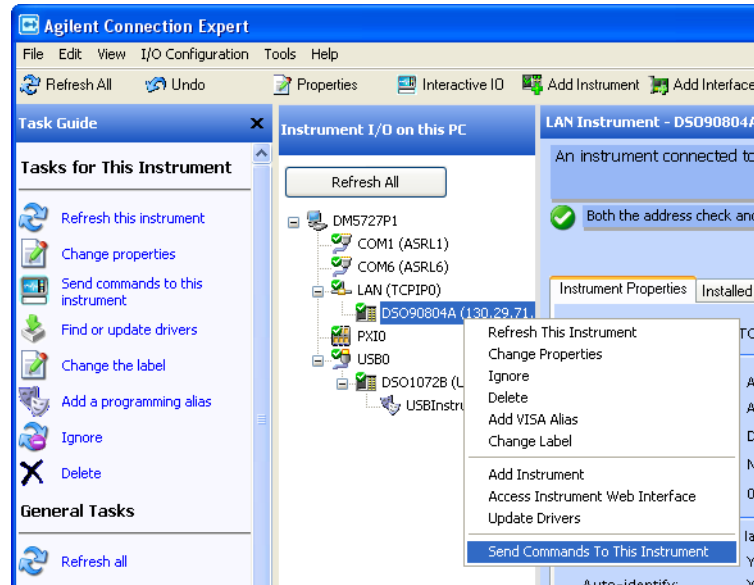 Agilent Connection Expert
File Edit View I/O Configuration Tools Help
Refresh All Undo Properties Interactive IO Add Instrument Add Interface
Task Guide
Tasks for This Instrument
Refresh this instrument
Change properties
Send commands to this
instrument
Find or update drivers
Change the label
Add a programming alias
Ignore
Delete
General Tasks
Refresh all
Instrument I/O on this PC
Refresh All
DM5727P1
COM1 (ASRL1)
COM6 (ASRL6)
LAN (TCPIP0)
DSO90804A (130.29.71.
PXI0
USB0
DSO1072B (U
USBInstru
Refresh This Instrument
Change Properties
Ignore
Delete
Add VISA Alias
Change Label
Add Instrument
Access Instrument Web Interface
Update Drivers
Send Commands To This Instrument
LAN Instrument - DSO90804A
An instrument connected to
Both the address check and
Instrument Properties Installed
TC
A
A
D
N
0
Auto-identify: